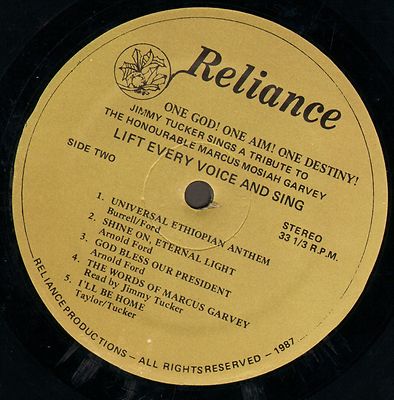 Reliance
ONE GOD! ONE AIM! ONE DESTINY!
JIMMY TUCKER SINGS A TRIBUTE TO
THE HONOURABLE MARCUS MOSIAH GARVEY
LIFT EVERY VOICE AND SING
SIDE TWO
STEREO
33 1/3 R.P.M.
1. UNIVERSAL ETHIOPIAN ANTHEM
Burrell/Ford
2. SHINE ON, ETERNAL LIGHT
Arnold Ford
3. GOD BLESS OUR PRESIDENT
Arnold Ford
4. THE WORDS OF MARCUS GARVEY
Read by Jimmy Tucker
5. I'LL BE HOME
Taylor/Tucker
RELIANCE PRODUCTIONS - ALL RIGHTS RESERVED - 1987